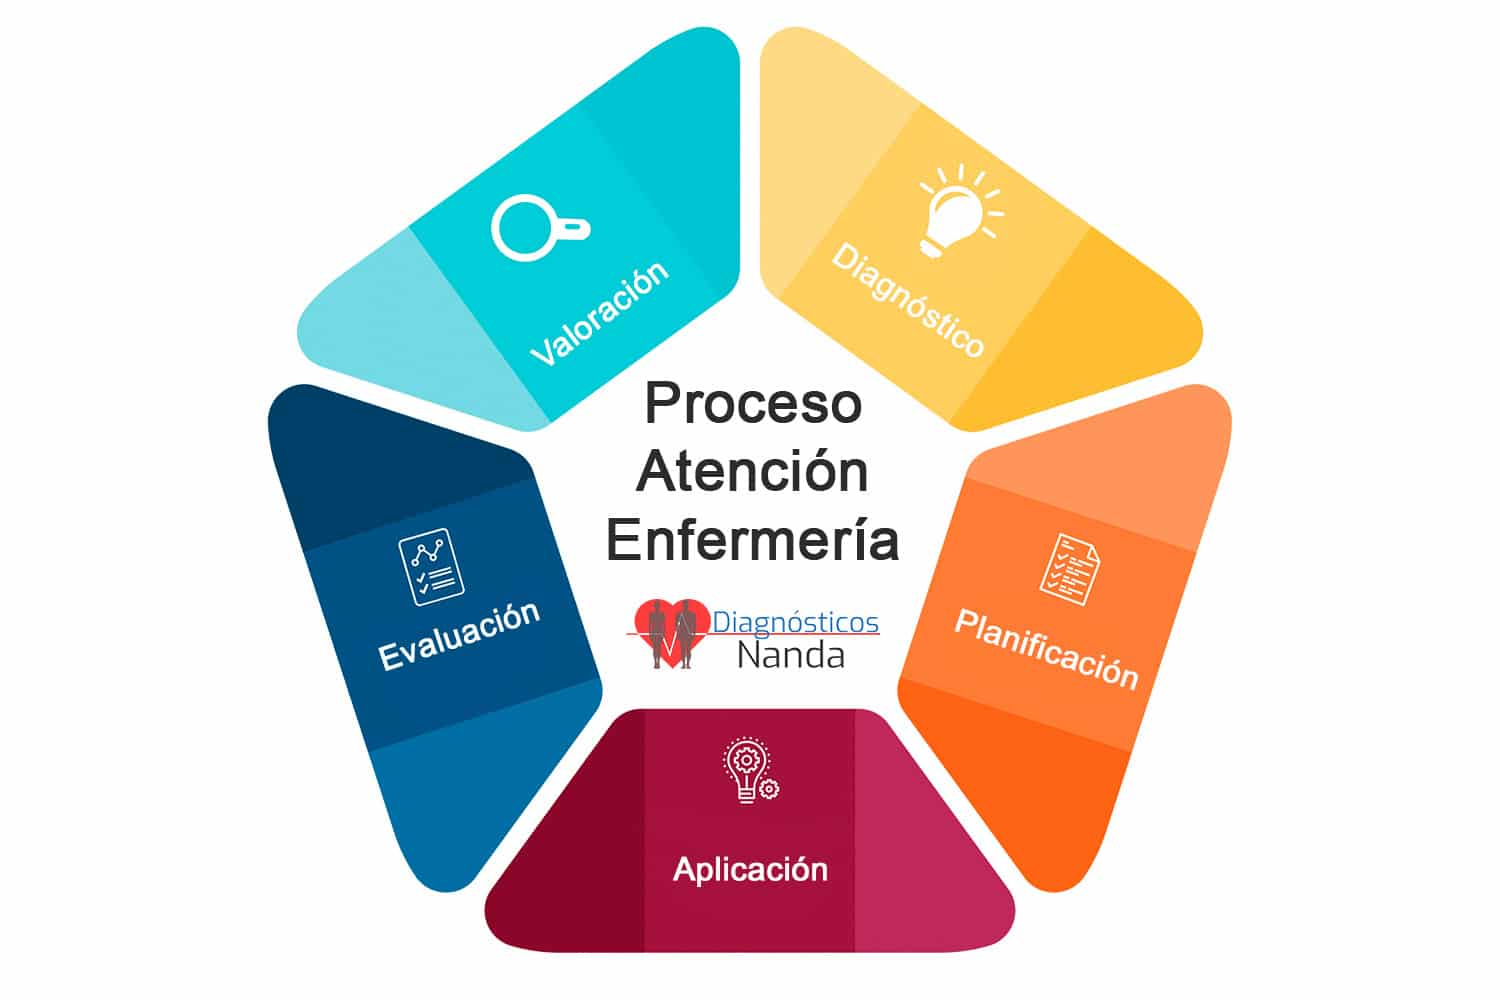 Valoración
Diagnóstico
Proceso
Atención
Enfermería
Diagnósticos
Nanda
Evaluación
Planificación
Aplicación